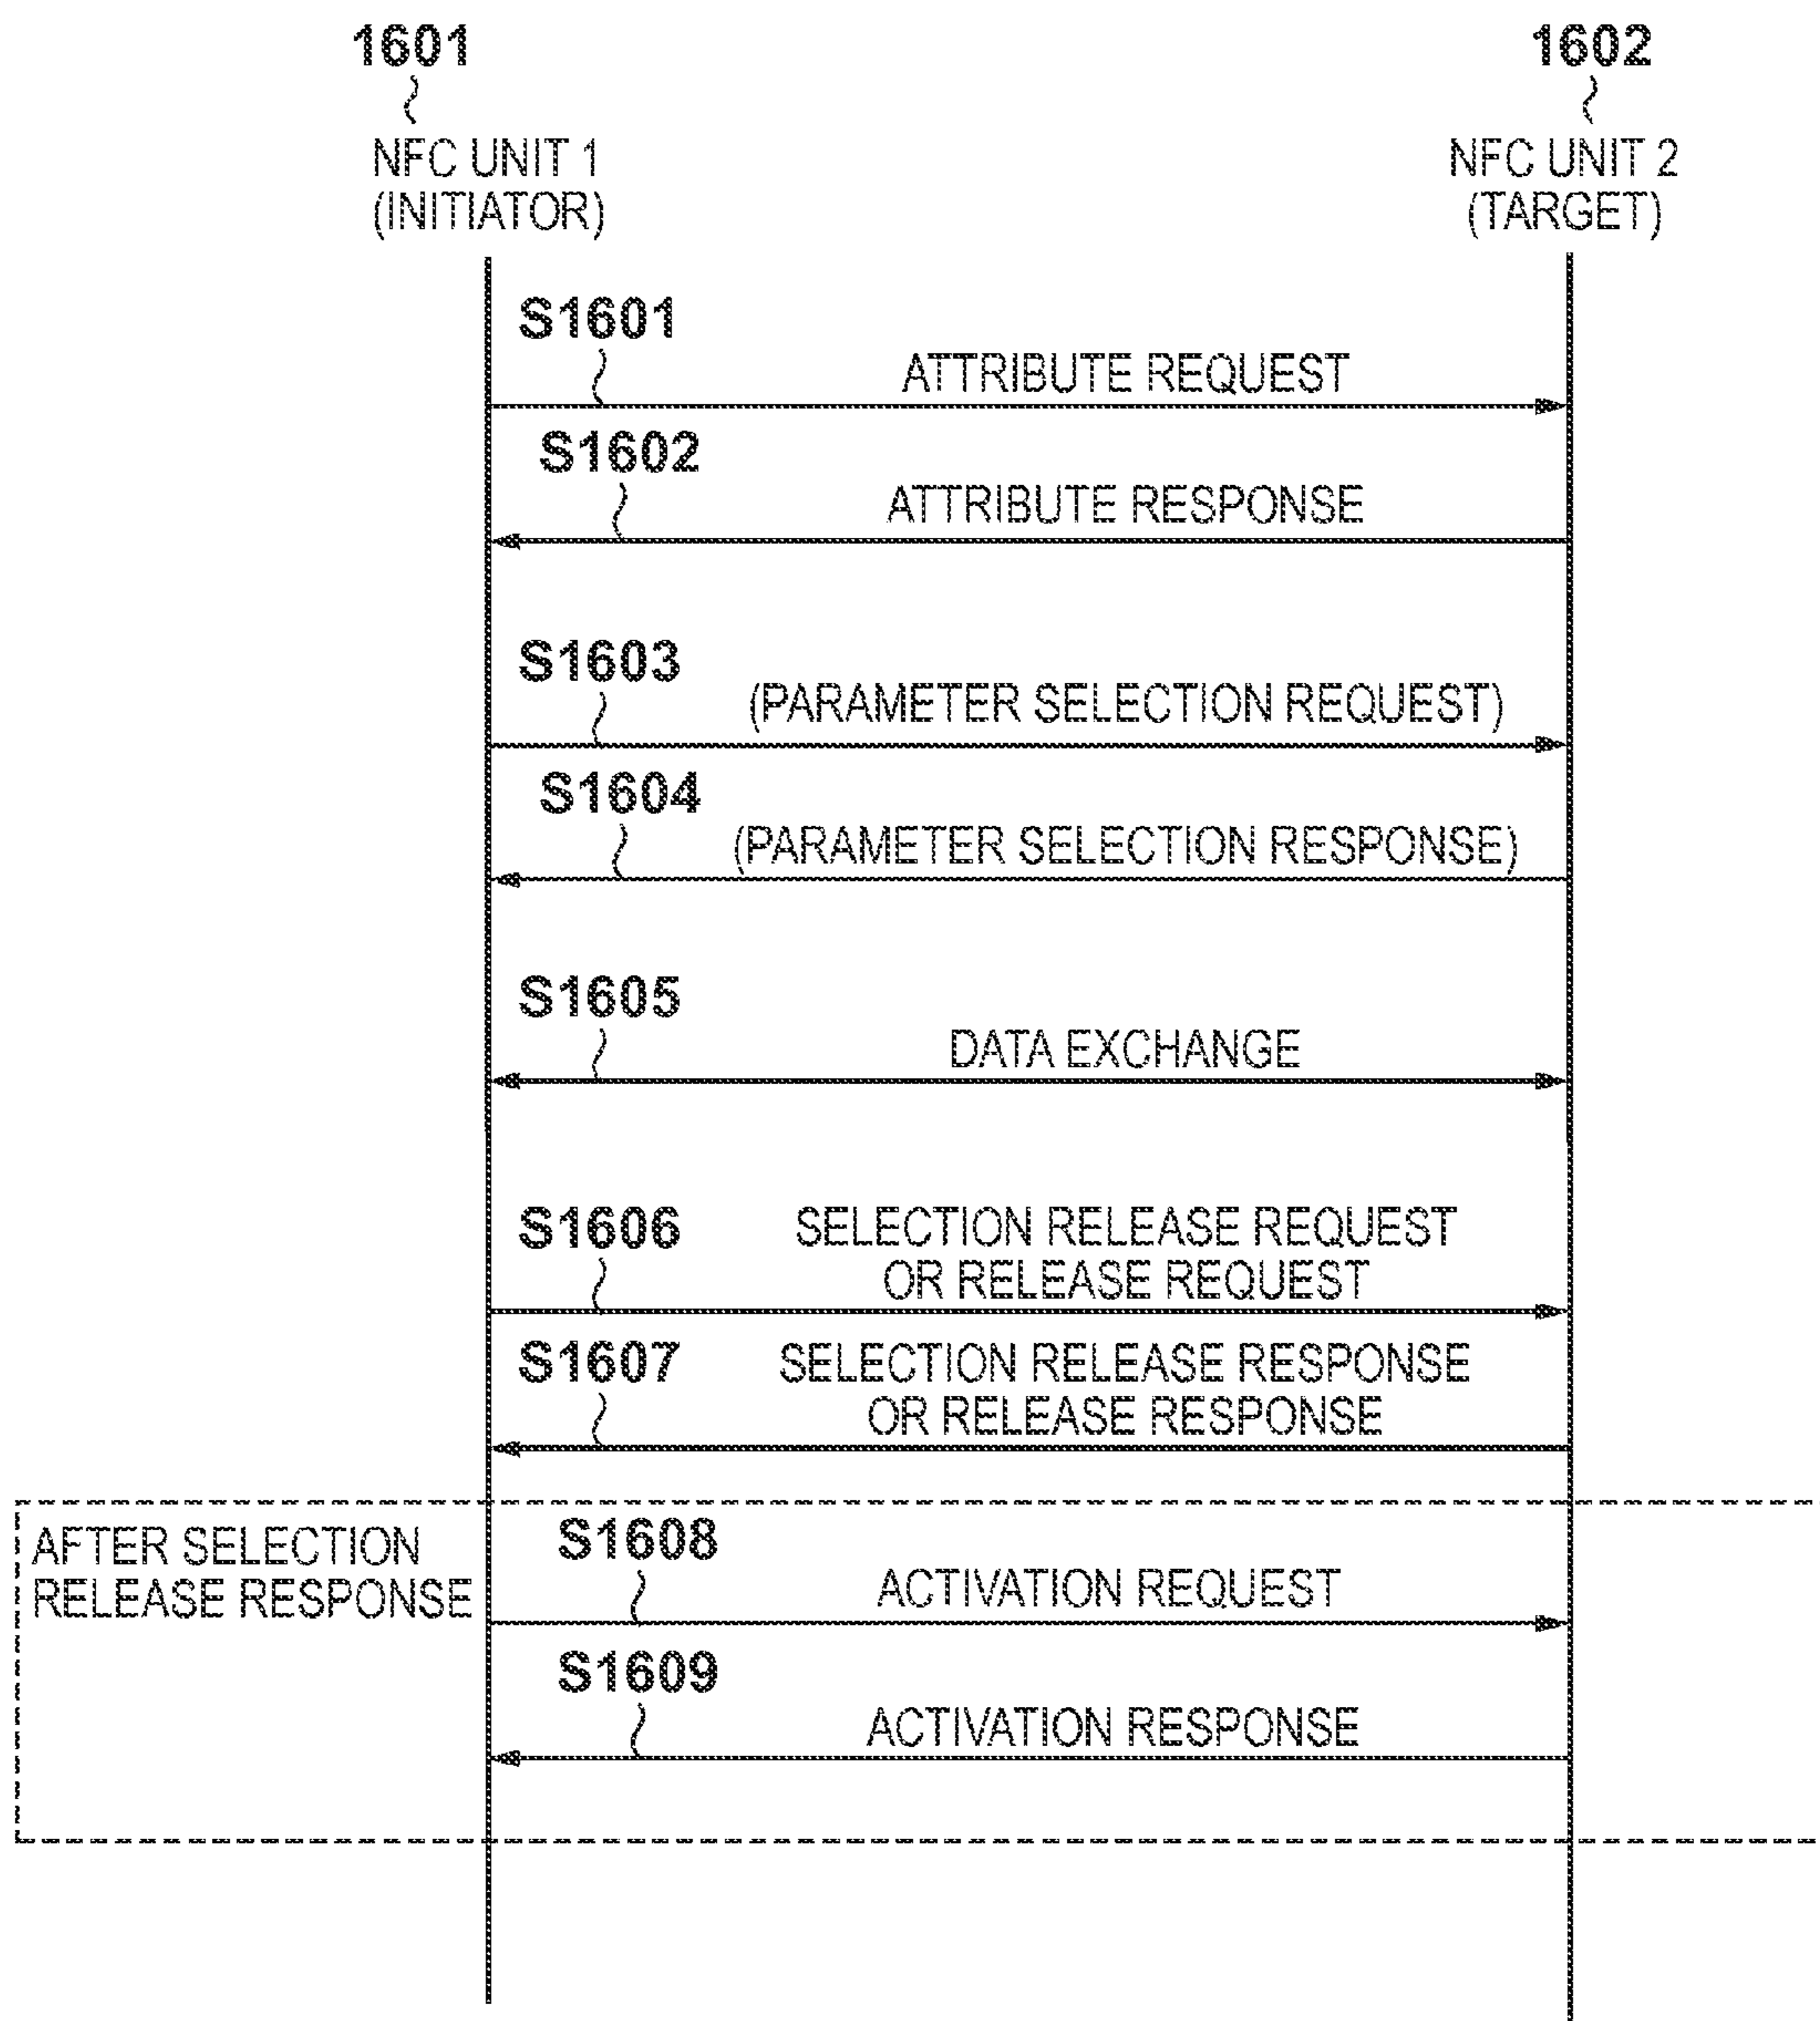 1601
1602
NFC UNIT 1
(INITIATOR)
NFC UNIT 2
(TARGET)
S1601
ATTRIBUTE REQUEST
S1602
ATTRIBUTE RESPONSE
S1603
(PARAMETER SELECTION REQUEST)
S1604
(PARAMETER SELECTION RESPONSE)
S1605
DATA EXCHANGE
S1606
SELECTION RELEASE REQUEST
OR RELEASE REQUEST
S1607
SELECTION RELEASE RESPONSE
OR RELEASE RESPONSE
AFTER SELECTION
RELEASE RESPONSE
S1608
ACTIVATION REQUEST
S1609
ACTIVATION RESPONSE